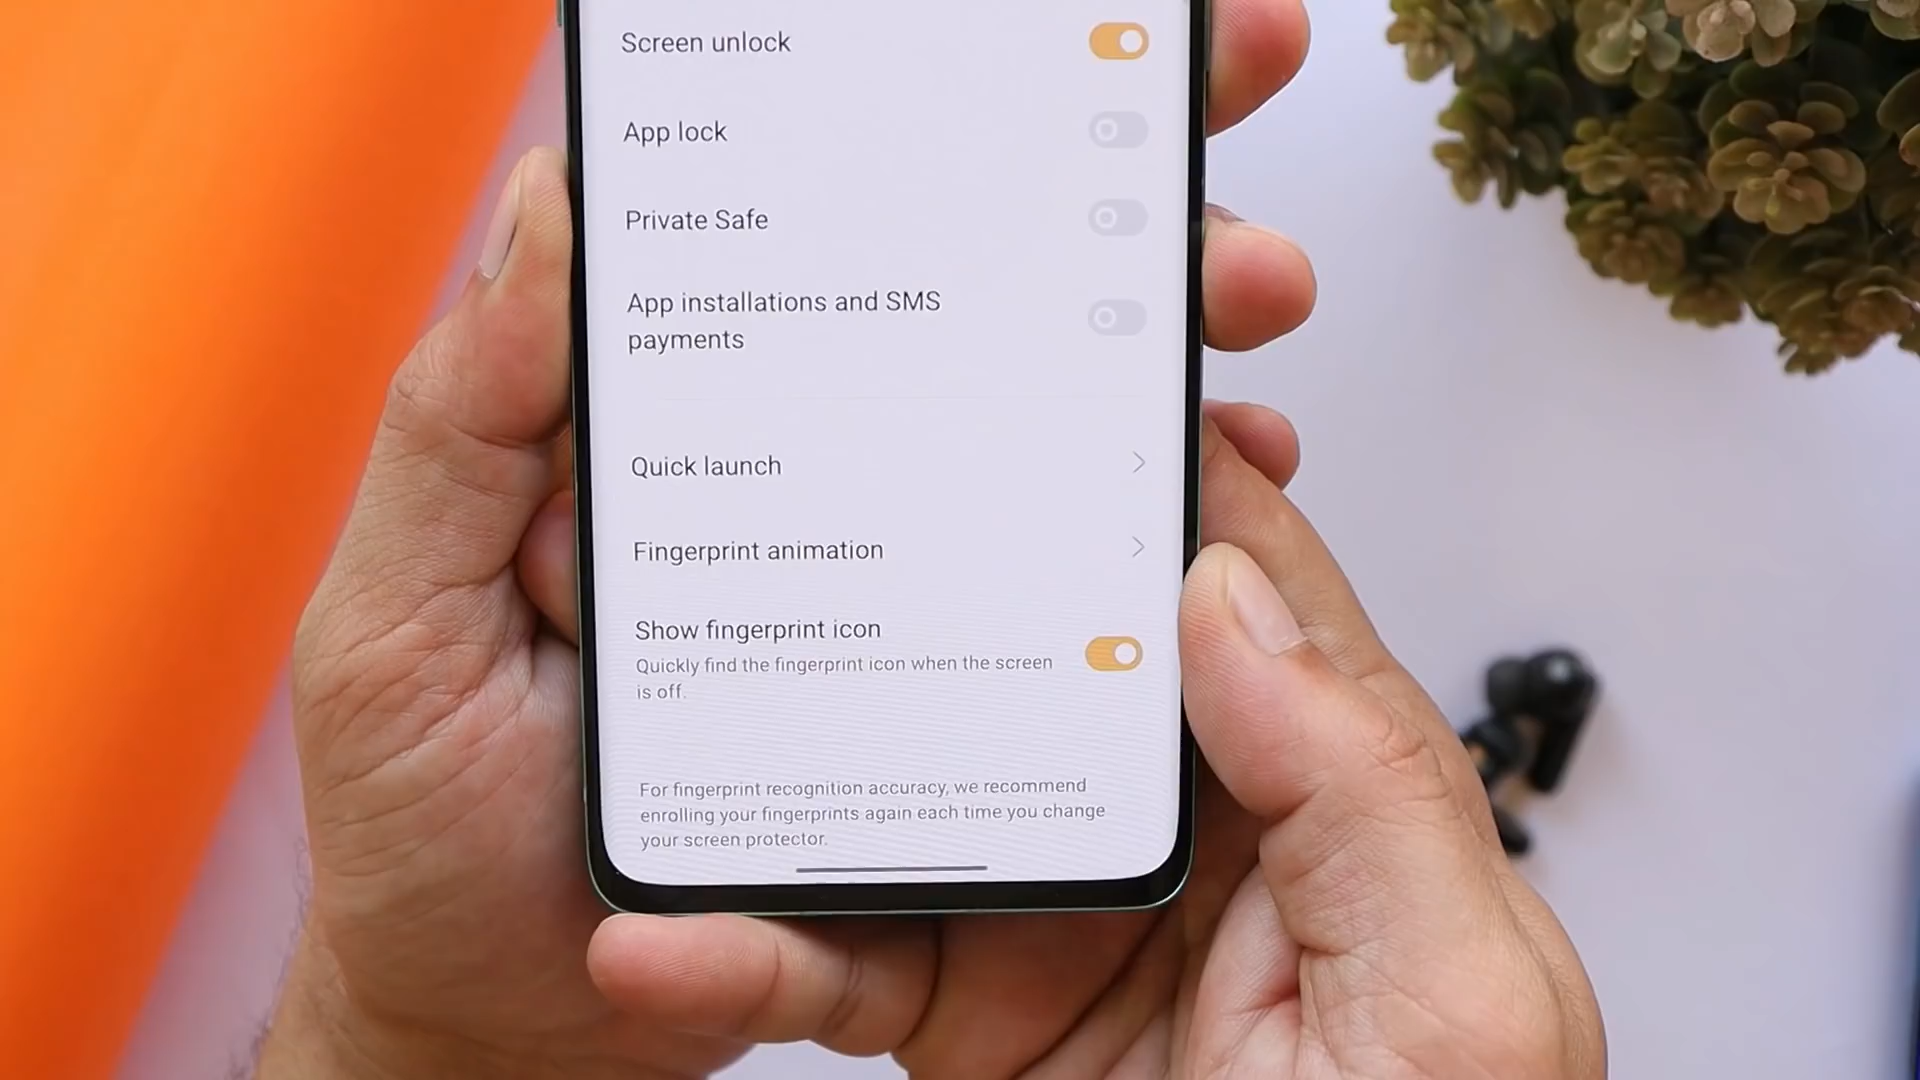 Screen unlock
App lock
Private Safe
App installations and SMS
payments
Quick launch
Fingerprint animation
Show fingerprint icon
Quickly find the fingerprint icon when the screen
is off.
For fingerprint recognition accuracy, we recommend
enrolling your fingerprints again each time you change
your screen protector.